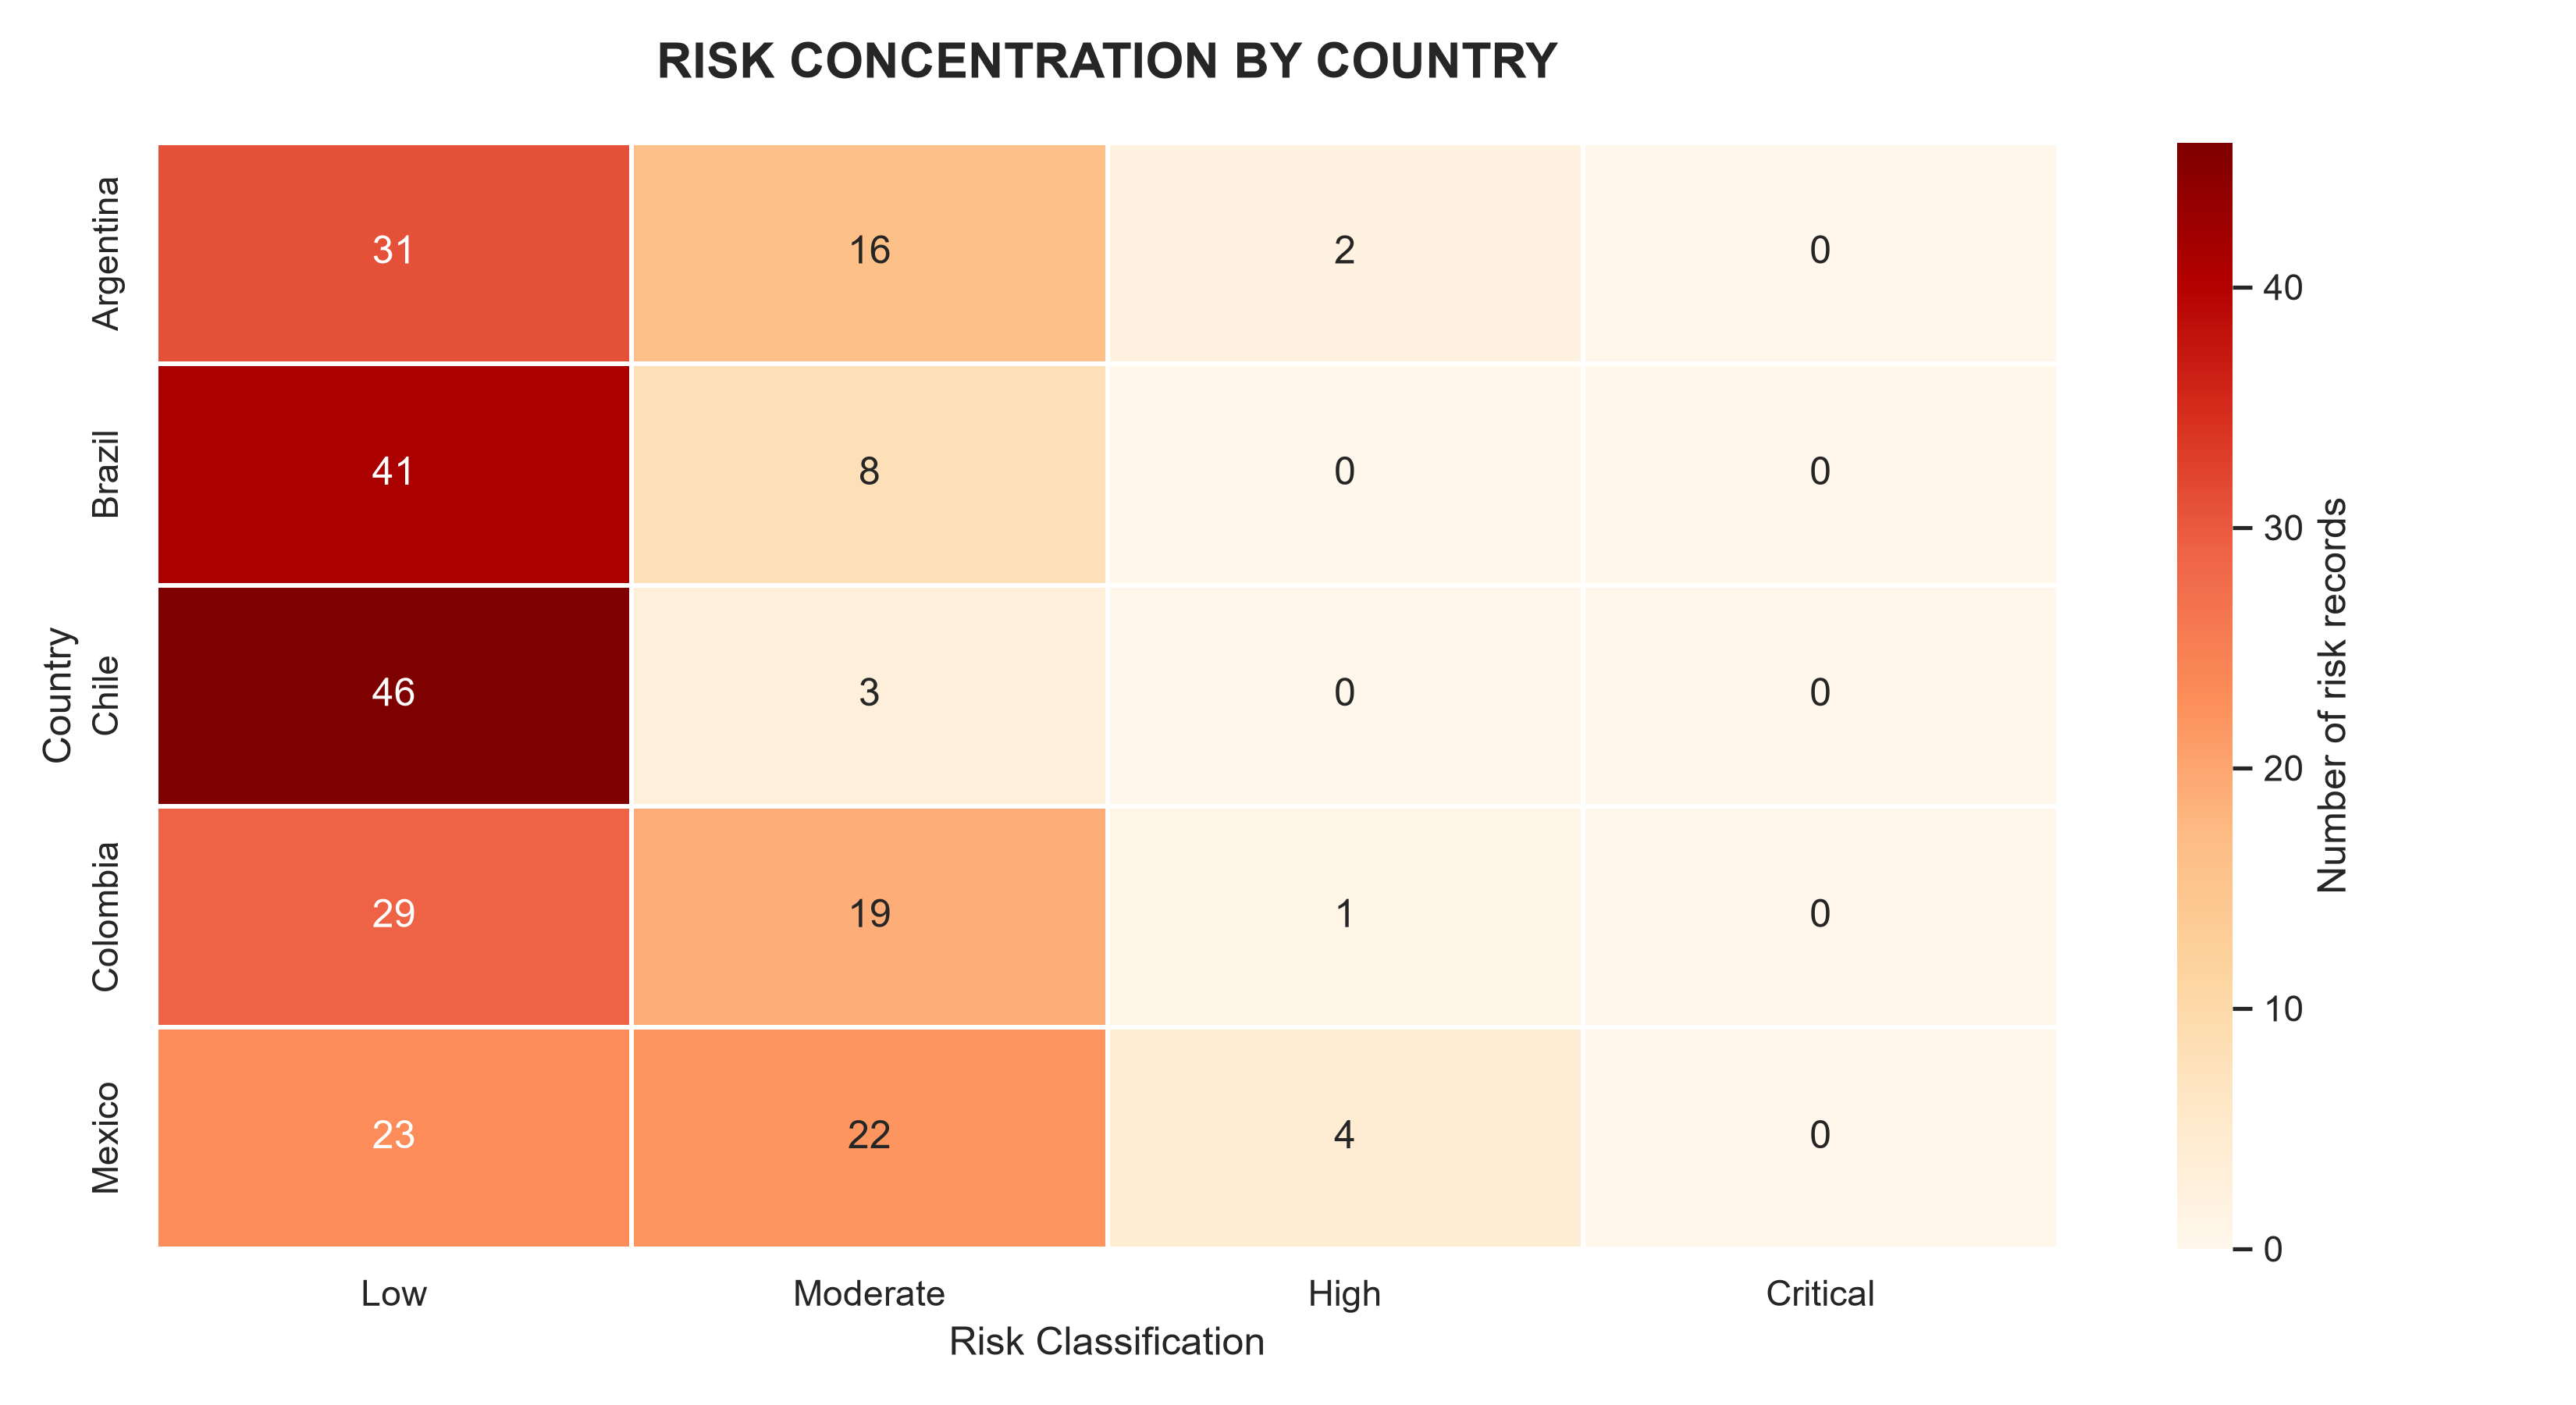 RISK CONCENTRATION BY COUNTRY
Argentina
31
16
2
0
Brazil
41
8
0
0
Chile
46
3
0
0
Colombia
29
19
1
0
Mexico
23
22
4
0
Country
Low
Moderate
High
Critical
Risk Classification
40
30
20
10
0
Number of risk records